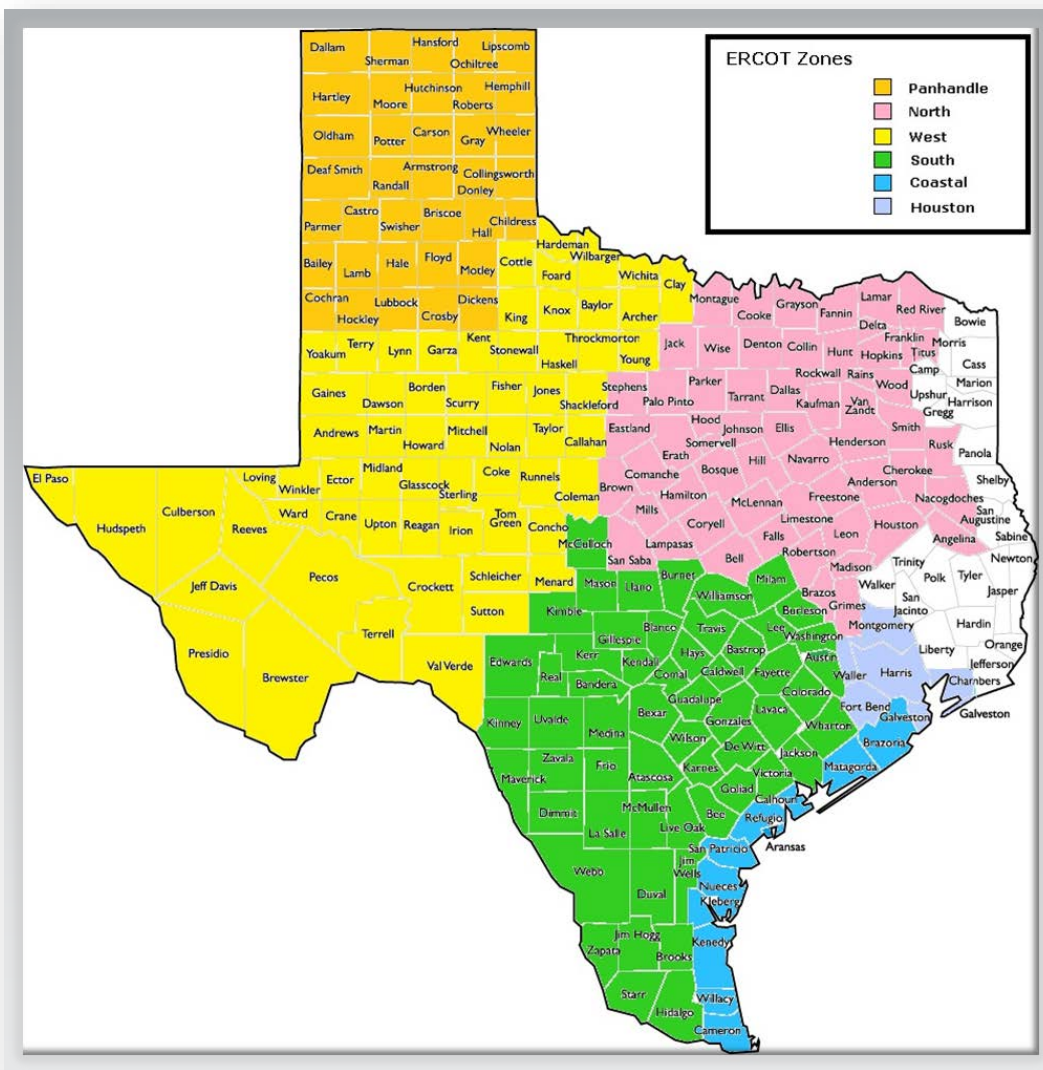 ERCOT Zones
Panhandle
North
West
South
Coastal
Houston
Dallam
Sherman
Hansford
Ochiltree
Lipscomb
Hartley
Moore
Hutchinson
Roberts
Hemphill
Oldham
Potter
Carson
Gray
Wheeler
Deaf Smith
Randall
Armstrong
Donley
Collingsworth
Parmer
Castro
Swisher
Briscoe
Hall
Childress
Bailey
Lamb
Hale
Floyd
Motley
Cottle
Hardeman
Foard
Wilbarger
Wichita
Clay
Cochran
Hockley
Lubbock
Crosby
Dickens
King
Knox
Baylor
Archer
Montague
Cooke
Grayson
Fannin
Lamar
Red River
Bowie
Yoakum
Terry
Lynn
Garza
Kent
Stonewall
Haskell
Throckmorton
Young
Jack
Wise
Denton
Collin
Hunt
Delta
Hopkins
Franklin
Titus
Morris
Cass
Camp
Marion
Gaines
Dawson
Borden
Scurry
Fisher
Jones
Shackleford
Stephens
Palo Pinto
Parker
Tarrant
Dallas
Rockwall
Kaufman
Rains
Van
Zandt
Wood
Upshur
Gregg
Harrison
Andrews
Martin
Howard
Mitchell
Nolan
Taylor
Callahan
Eastland
Erath
Hood
Somervell
Johnson
Ellis
Henderson
Smith
Rusk
Panola
El Paso
Hudspeth
Culberson
Reeves
Loving
Winkler
Ector
Midland
Glasscock
Sterling
Coke
Runnels
Coleman
Brown
Comanche
Hamilton
Bosque
Hill
Navarro
Anderson
Cherokee
Nacogdoches
Shelby
San
Augustine
Sabine
Ward
Crane
Upton
Reagan
Irion
Tom
Green
Concho
McCulloch
Mills
San Saba
Lampasas
Coryell
McLennan
Falls
Limestone
Freestone
Leon
Houston
Angelina
Newton
Jeff Davis
Pecos
Crockett
Schleicher
Menard
Mason
Llano
Burnet
Bell
Milam
Robertson
Madison
Brazos
Grimes
Walker
Trinity
Polk
Tyler
Jasper
San
Jacinto
Presidio
Brewster
Terrell
Val Verde
Sutton
Kimble
Gillespie
Blanco
Williamson
Travis
Lee
Burleson
Washington
Montgomery
Hardin
Liberty
Orange
Jefferson
Edwards
Real
Kerr
Bandera
Kendall
Comal
Hays
Caldwell
Bastrop
Fayette
Austin
Waller
Harris
Chambers
Kinney
Uvalde
Medina
Bexar
Guadalupe
Gonzales
Lavaca
Colorado
Wharton
Fort Bend
Galveston
Galveston
Brazoria
Maverick
Zavala
Frio
Atascosa
Wilson
Karnes
De Witt
Jackson
Matagorda
Dimmit
La Salle
McMullen
Live Oak
Bee
Goliad
Victoria
Calhoun
Refugio
Aransas
Webb
Duval
Jim
Wells
San Patricio
Nueces
Kleberg
Zapata
Jim Hogg
Brooks
Kenedy
Starr
Hidalgo
Willacy
Cameron